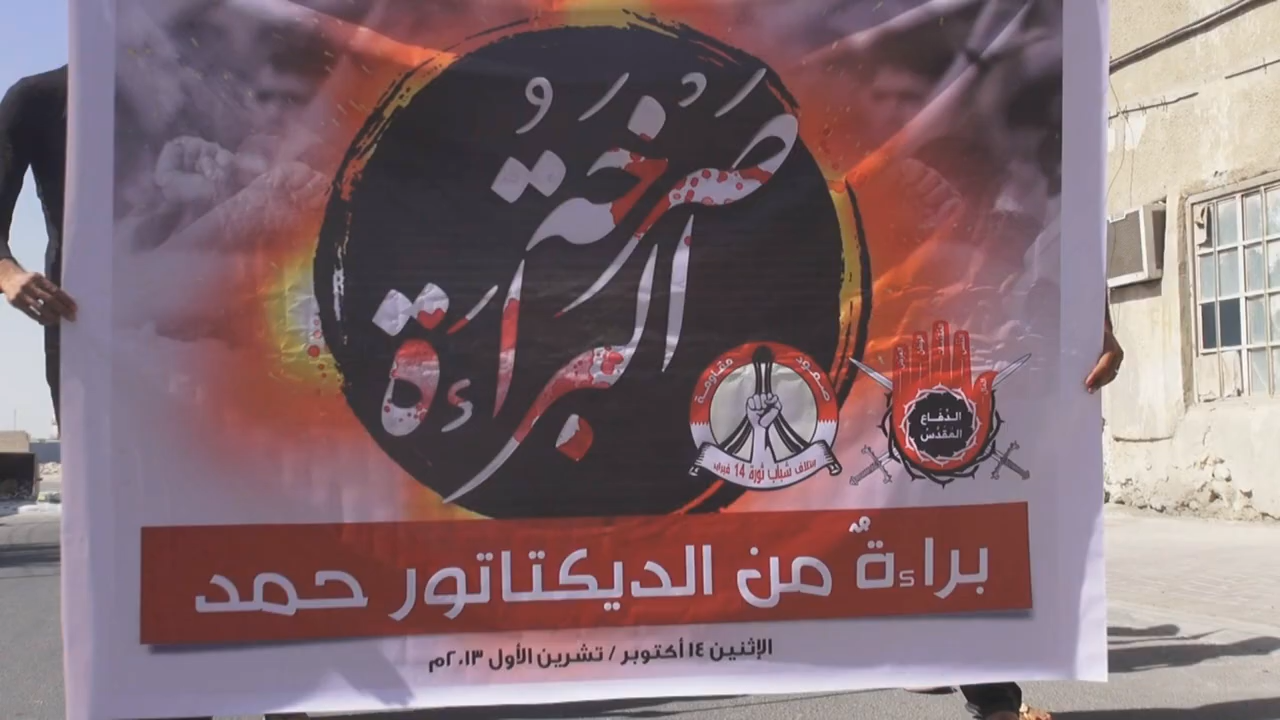 صَرْخَةُ
البراءة
صمود
مقاومة
ائتلاف شباب ثورة 14 فبراير
الدفاع
المقدس
براءةٌ من الديكتاتور حمد
الإثنين ١٤ أكتوبر / تشرين الأول ٢٠١٣م